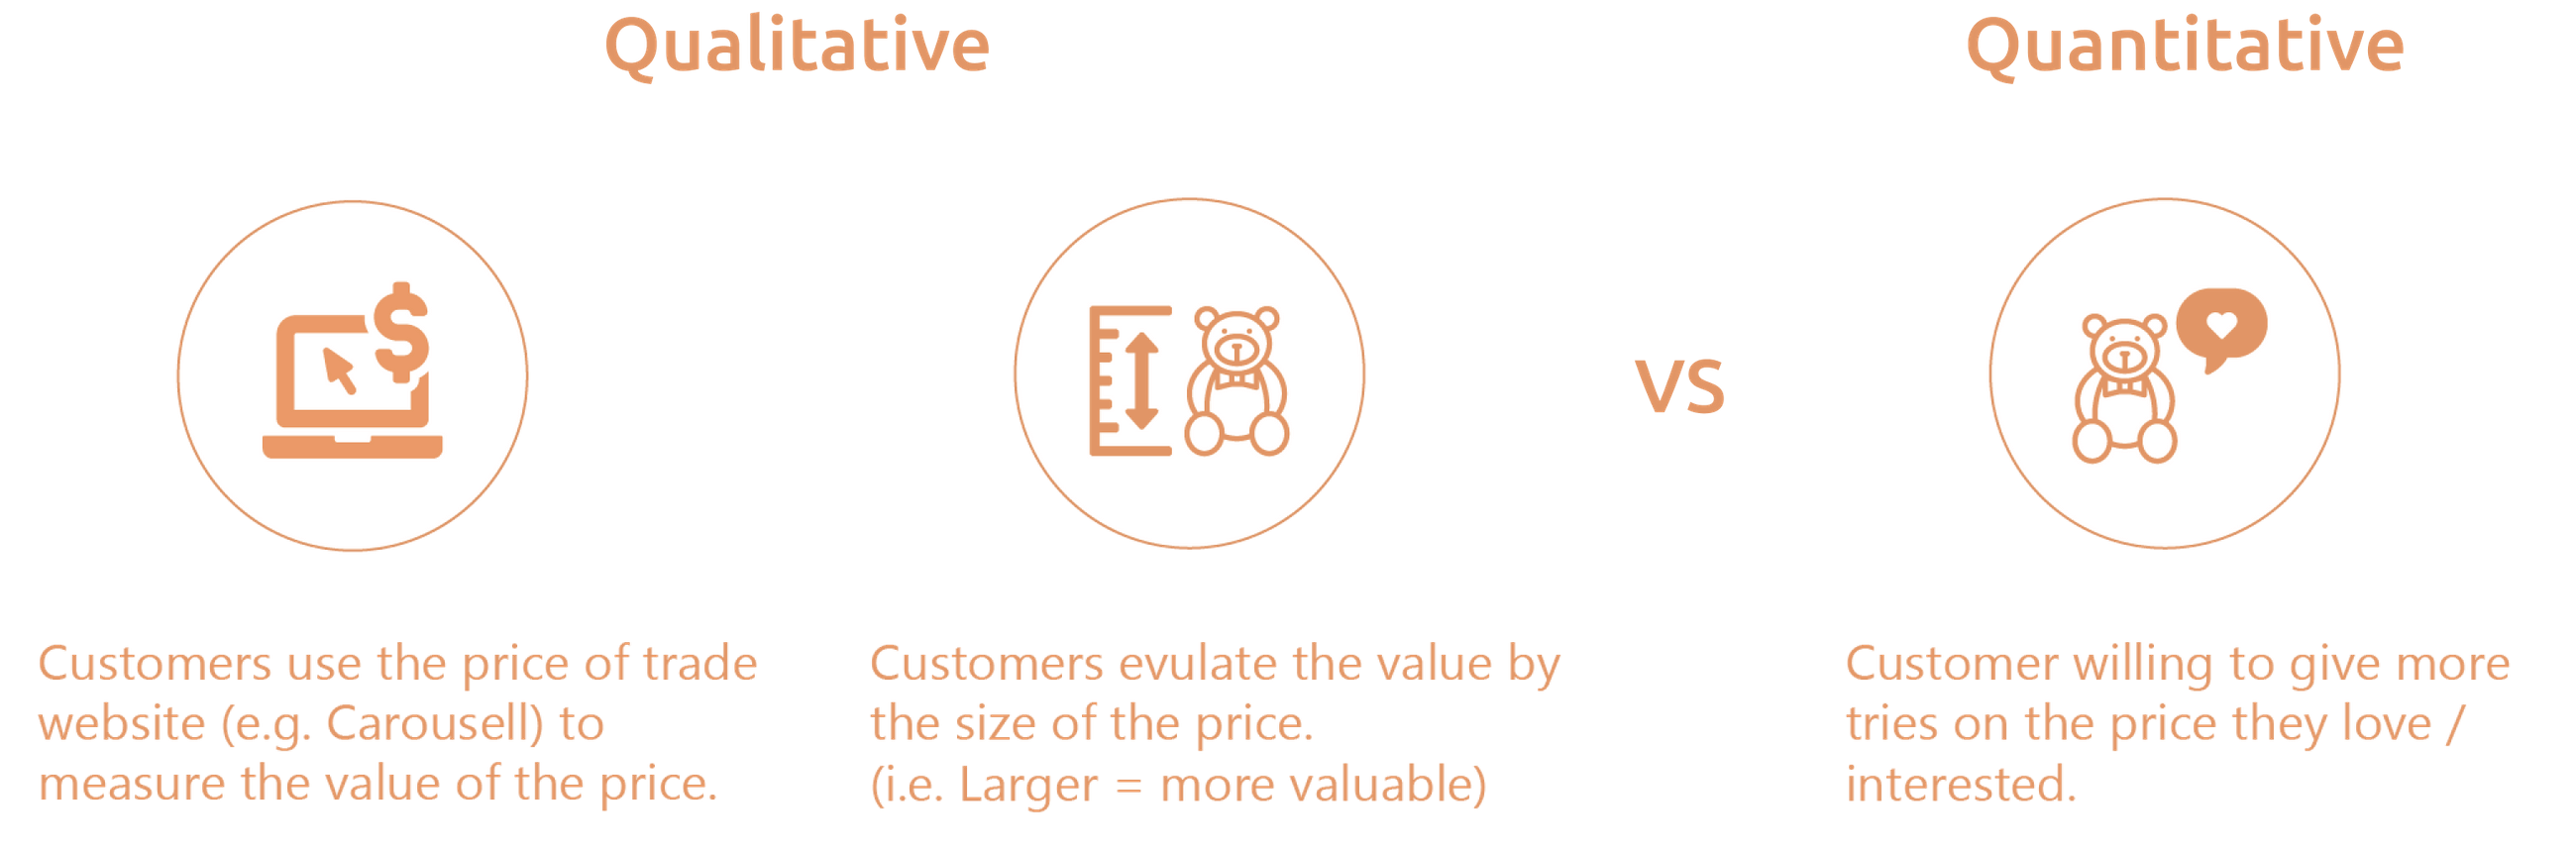 Qualitative
Quantitative
Customers use the price of trade
website (e.g. Carousell) to
measure the value of the price.
Customers evulate the value by
the size of the price.
(i.e. Larger = more valuable)
VS
Customer willing to give more
tries on the price they love /
interested.